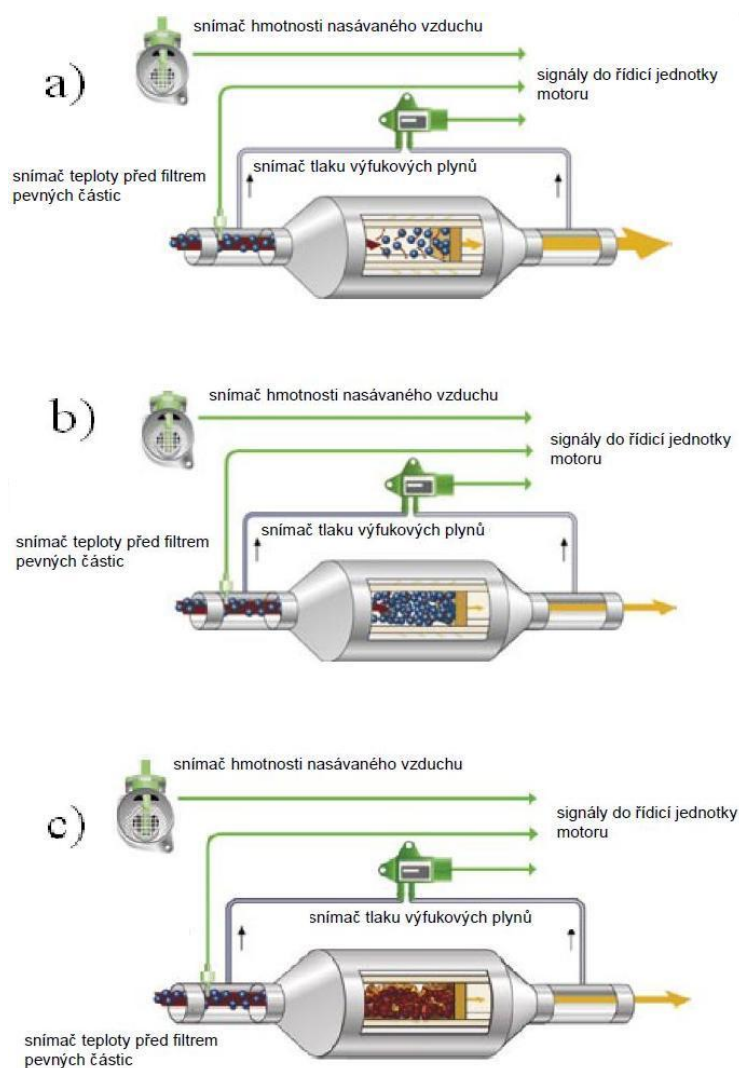 snímač hmotnosti nasávaného vzduchu
a)
signály do řídicí jednotky
motoru
snímač tlaku výfukových plynů
snímač teploty před filtrem
pevných částic
snímač hmotnosti nasávaného vzduchu
b)
signály do řídicí jednotky
motoru
snímač tlaku výfukových plynů
snímač teploty před filtrem
pevných částic
snímač hmotnosti nasávaného vzduchu
c)
signály do řídicí jednotky
motoru
snímač tlaku výfukových plynů
snímač teploty před filtrem
pevných částic